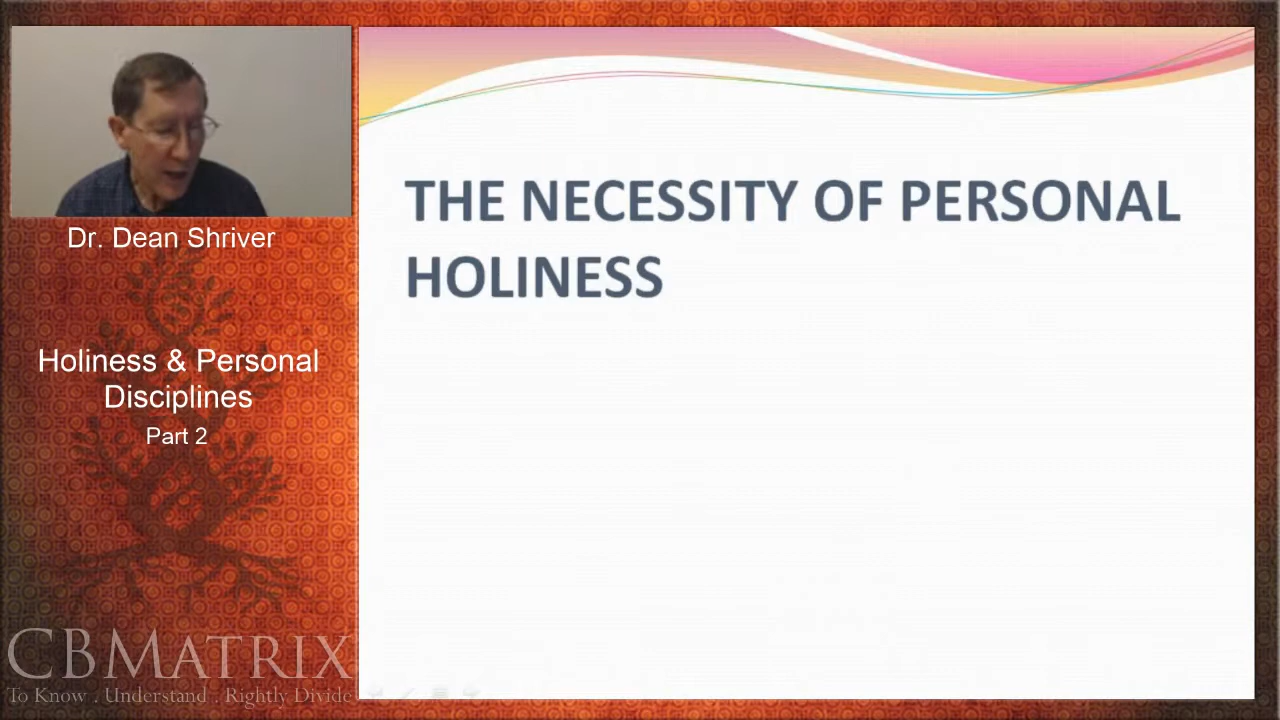 Dr. Dean Shriver
Holiness & Personal
Disciplines
Part 2
CBMATRIX
To Know . Understand . Rightly Divide
THE NECESSITY OF PERSONAL
HOLINESS